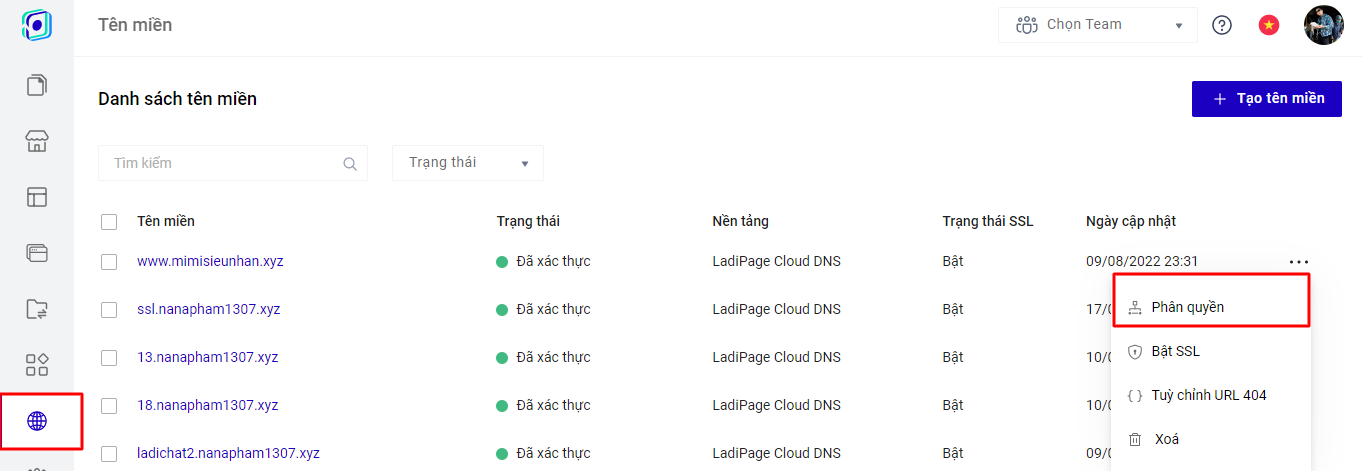 Tên miền
Chọn Team
Danh sách tên miền
+ Tạo tên miền
Tìm kiếm
Trạng thái
Tên miền Trạng thái Nền tảng Trạng thái SSL Ngày cập nhật
www.mimisieunhan.xyz Đã xác thực LadiPage Cloud DNS Bật 09/08/2022 23:31
ssl.nanapham1307.xyz Đã xác thực LadiPage Cloud DNS Bật 17/0
Phân quyền
13.nanapham1307.xyz Đã xác thực LadiPage Cloud DNS Bật 10/0
Bật SSL
18.nanapham1307.xyz Đã xác thực LadiPage Cloud DNS Bật 10/0
Tuỳ chỉnh URL 404
ladichat2.nanapham1307.xyz Đã xác thực LadiPage Cloud DNS Bật 09/0
Xoá